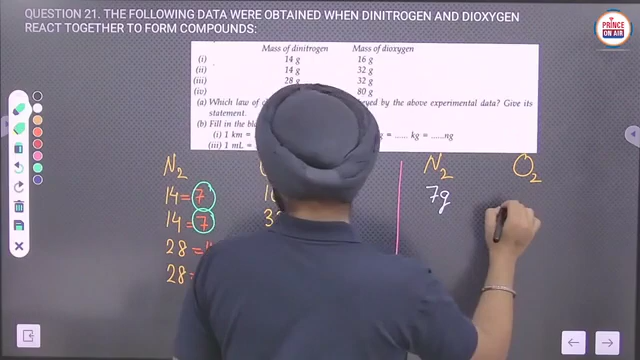 QUESTION 21. THE FOLLOWING DATA WERE OBTAINED WHEN DINITROGEN AND DIOXYGEN
REACT TOGETHER TO FORM COMPOUNDS:
PRINCE
ON AIR
Mass of dinitrogen Mass of dioxygen
(i) 14 g 16 g
(ii) 14 g 32 g
(iii) 28 g 32 g
(iv) 80 g
(a) Which law of eyed by the above experimental data? Give its
statement.
(b) Fill in the
(i) 1 km = g = ...... kg = ......ng
(iii) 1 mL =
N2 N2 O2
14 = 7 7g
14 = 7
28 =
28 =